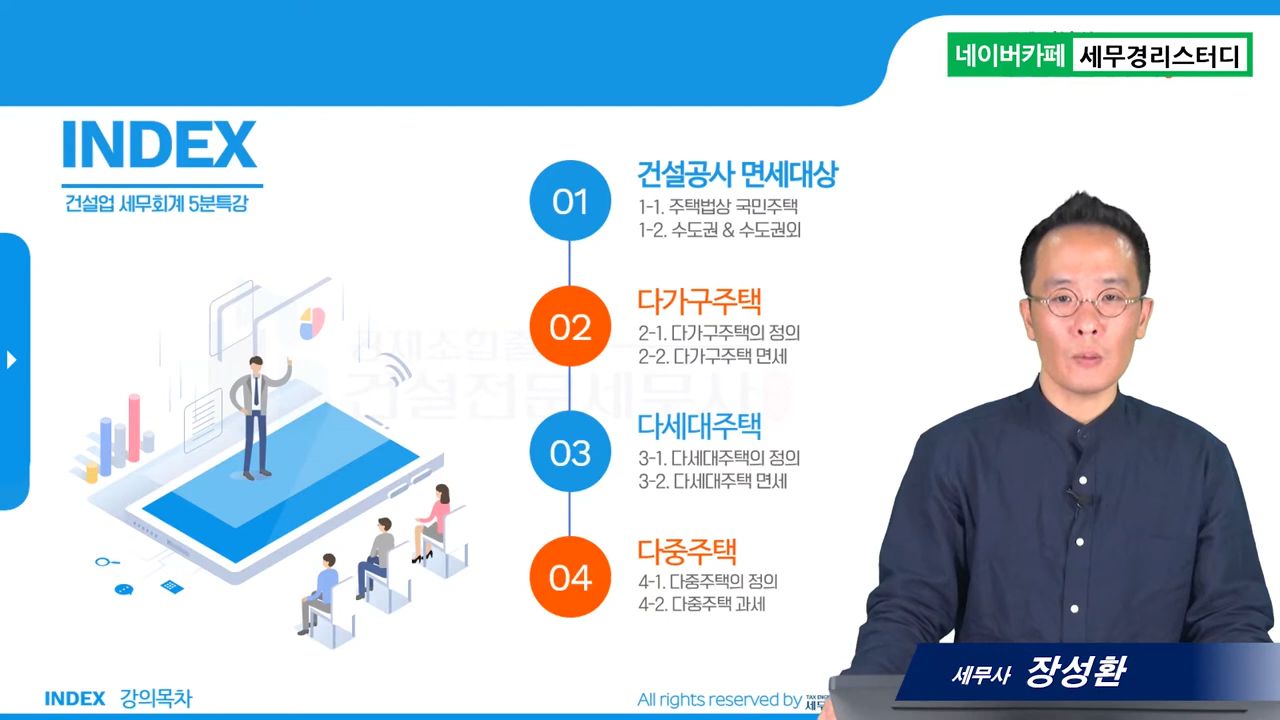 네이버카페 세무경리스터디
INDEX
건설업 세무회계 5분특강
01
건설공사 면세대상
1-1. 주택법상 국민주택
1-2. 수도권 & 수도권외
02
다가구주택
2-1. 다가구주택의 정의
2-2. 다가구주택 면세
건설전문세무사
03
다세대주택
3-1. 다세대주택의 정의
3-2. 다세대주택 면세
04
다중주택
4-1. 다중주택의 정의
4-2. 다중주택 과세
세무사 장성환
INDEX 강의목차
All rights reserved by